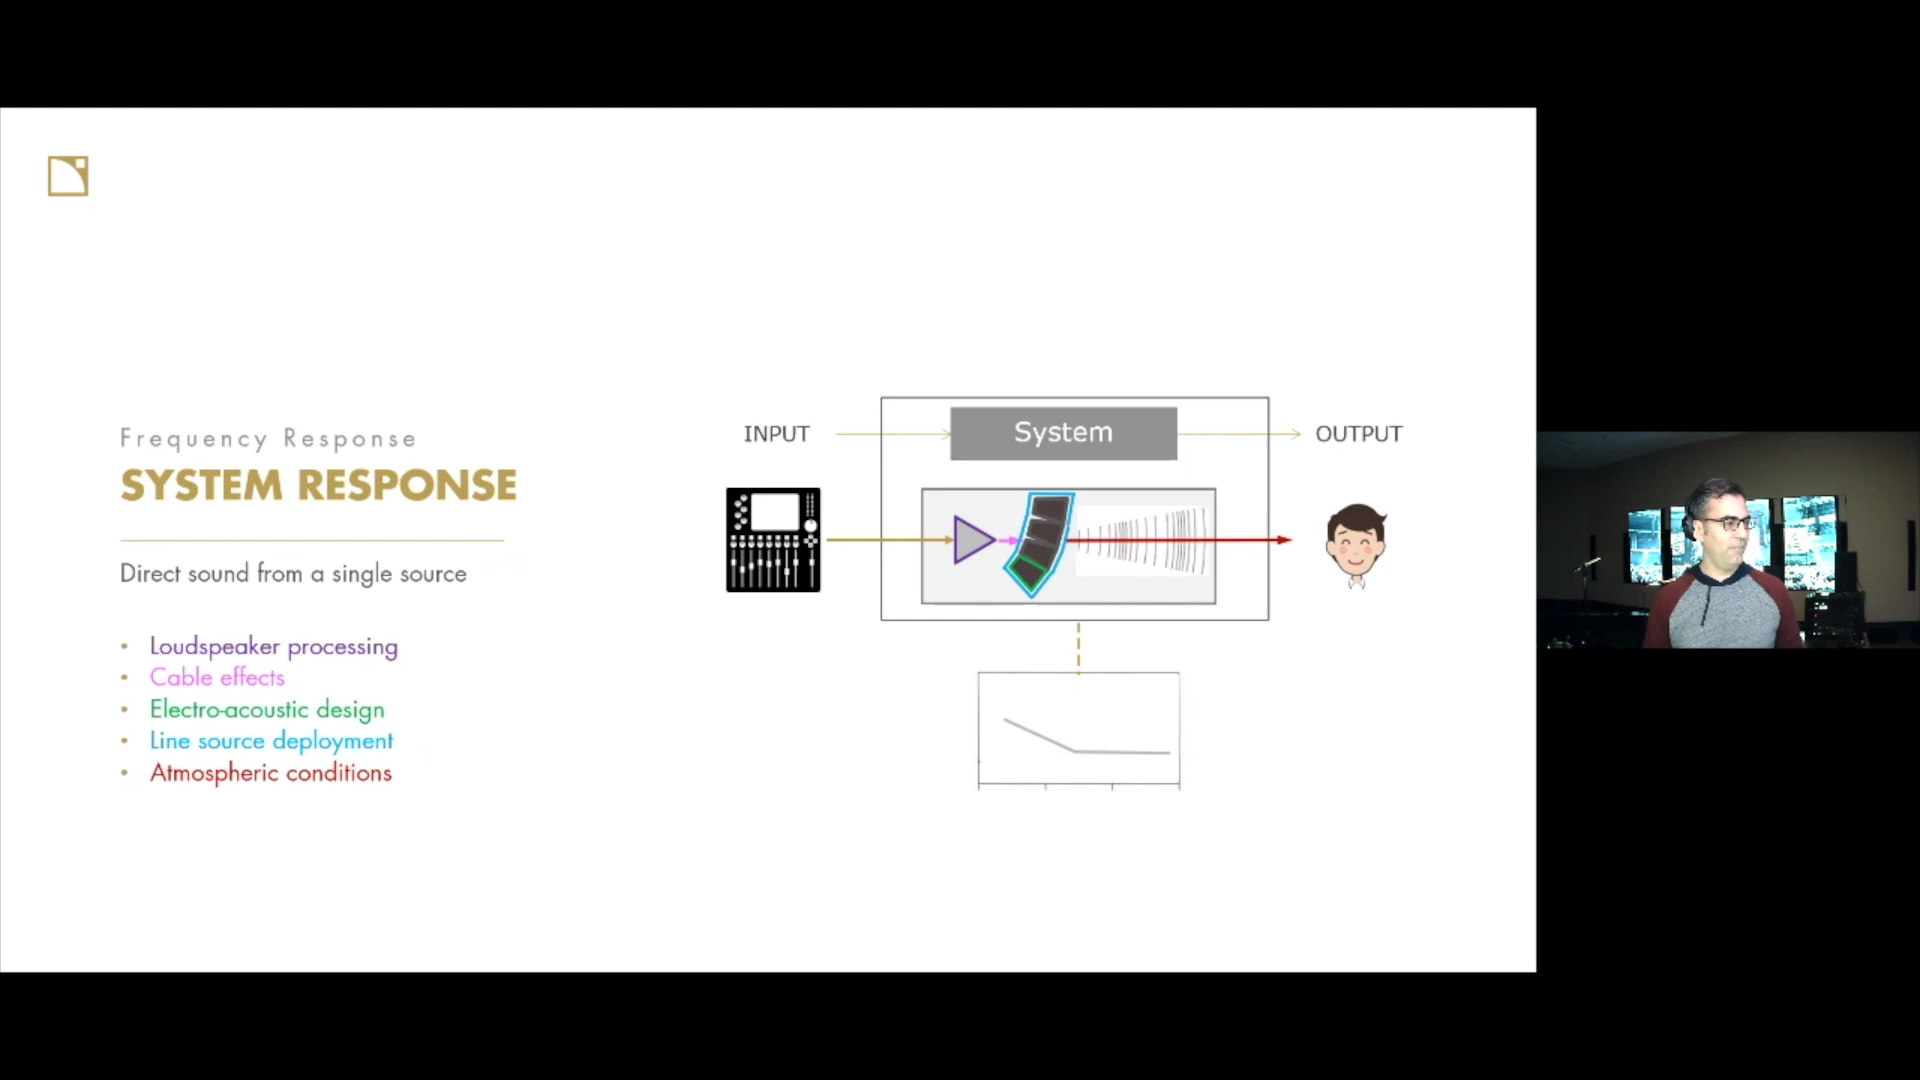 Frequency Response
SYSTEM RESPONSE
Direct sound from a single source
• Loudspeaker processing
• Cable effects
• Electro-acoustic design
• Line source deployment
• Atmospheric conditions
INPUT
System
OUTPUT